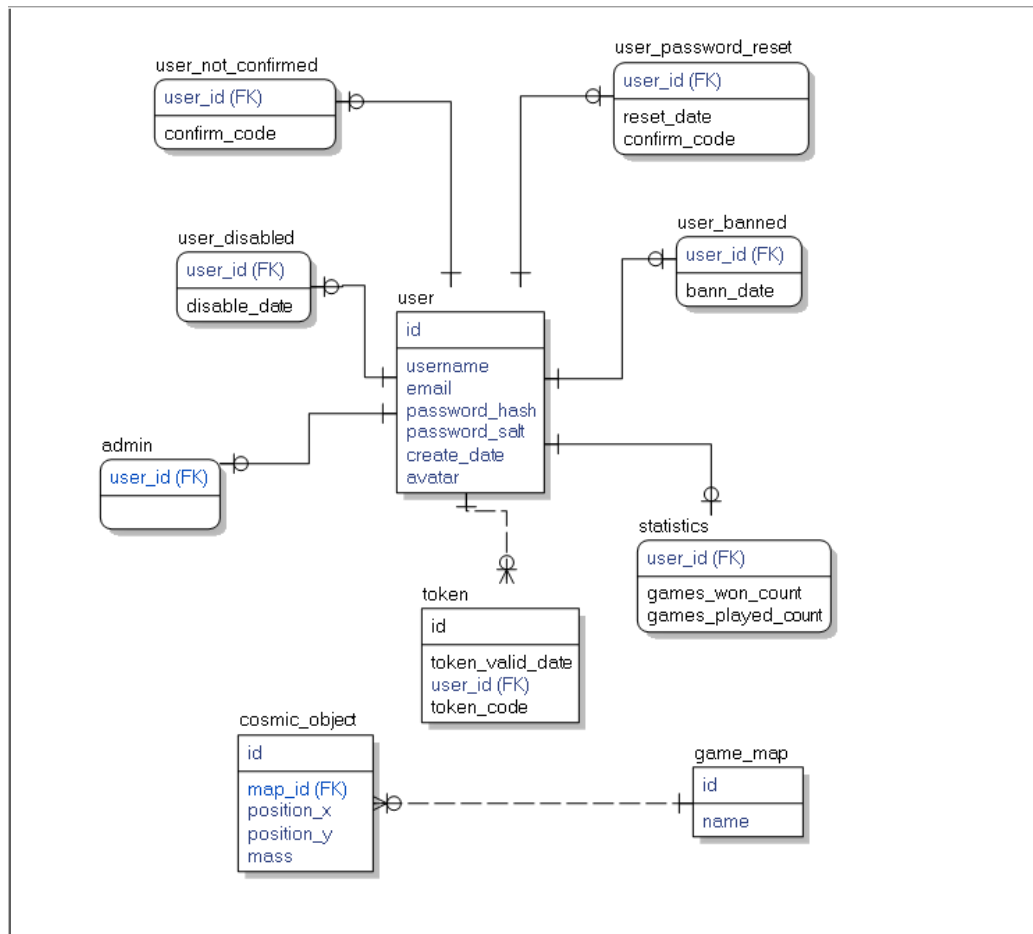 user_not_confirmed
user_id (FK)
confirm_code
user_password_reset
user_id (FK)
reset_date
confirm_code
user_disabled
user_id (FK)
disable_date
user_banned
user_id (FK)
bann_date
user
id
username
email
password_hash
password_salt
create_date
avatar
admin
user_id (FK)
statistics
user_id (FK)
games_won_count
games_played_count
token
id
token_valid_date
user_id (FK)
token_code
cosmic_object
id
map_id (FK)
position_x
position_y
mass
game_map
id
name